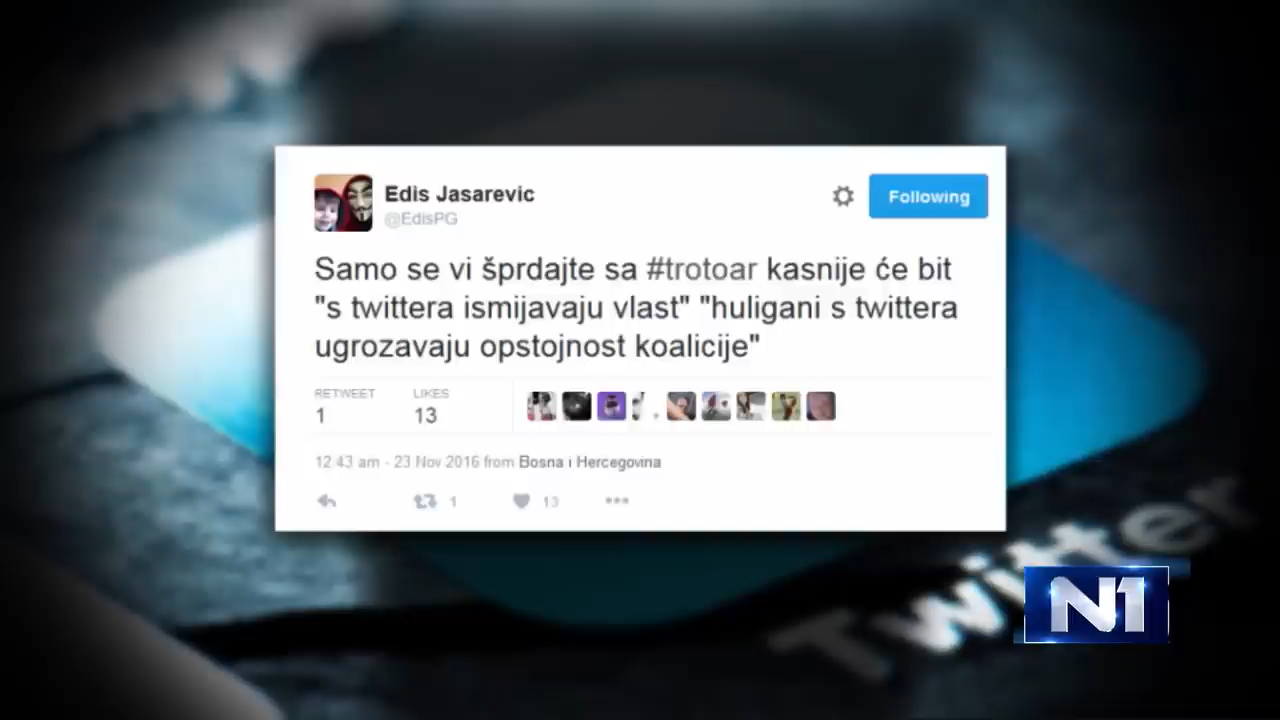 Edis Jasarevic
@EdisPG
Following
Samo se vi šprdajte sa #trotoar kasnije će bit
"s twittera ismijavaju vlast" "huligani s twittera
ugrozavaju opstojnost koalicije"
RETWEET LIKES
1 13
12:43 am - 23 Nov 2016 from Bosna i Hercegovina
1 13
Twitter
N1